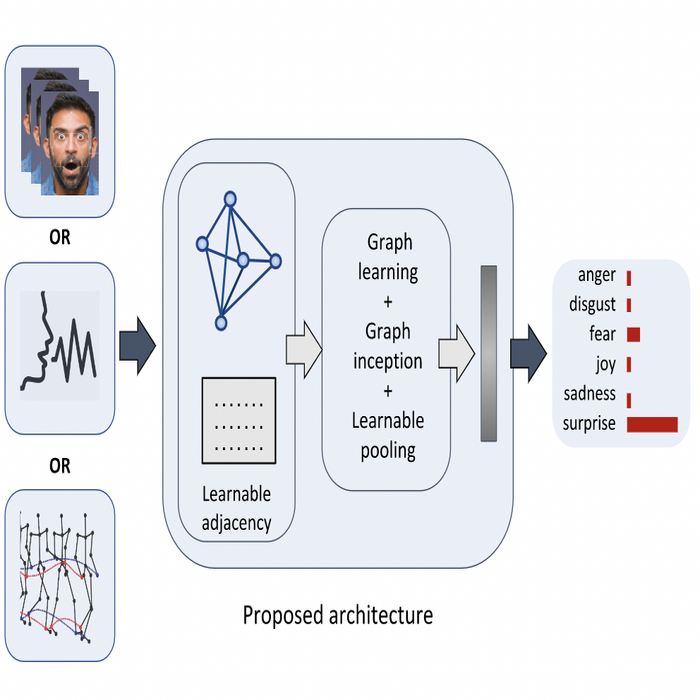 OR
OR
Learnable
adjacency
Graph
learning
+
Graph
inception
+
Learnable
pooling
anger
disgust
fear
joy
sadness
surprise
Proposed architecture